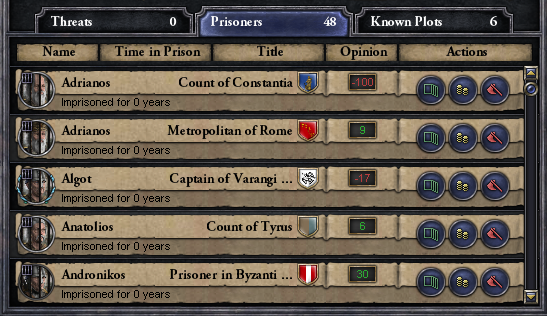 Threats 0 Prisoners 48 Known Plots 6
Name Time in Prison Title Opinion Actions
Adrianos Count of Constantia -100
Imprisoned for 0 years
Adrianos Metropolitan of Rome 9
Imprisoned for 0 years
Algot Captain of Varangi ... -17
Imprisoned for 0 years
Anatolios Count of Tyrus 6
Imprisoned for 0 years
Andronikos Prisoner in Byzanti ... 30
Imprisoned for 0 years